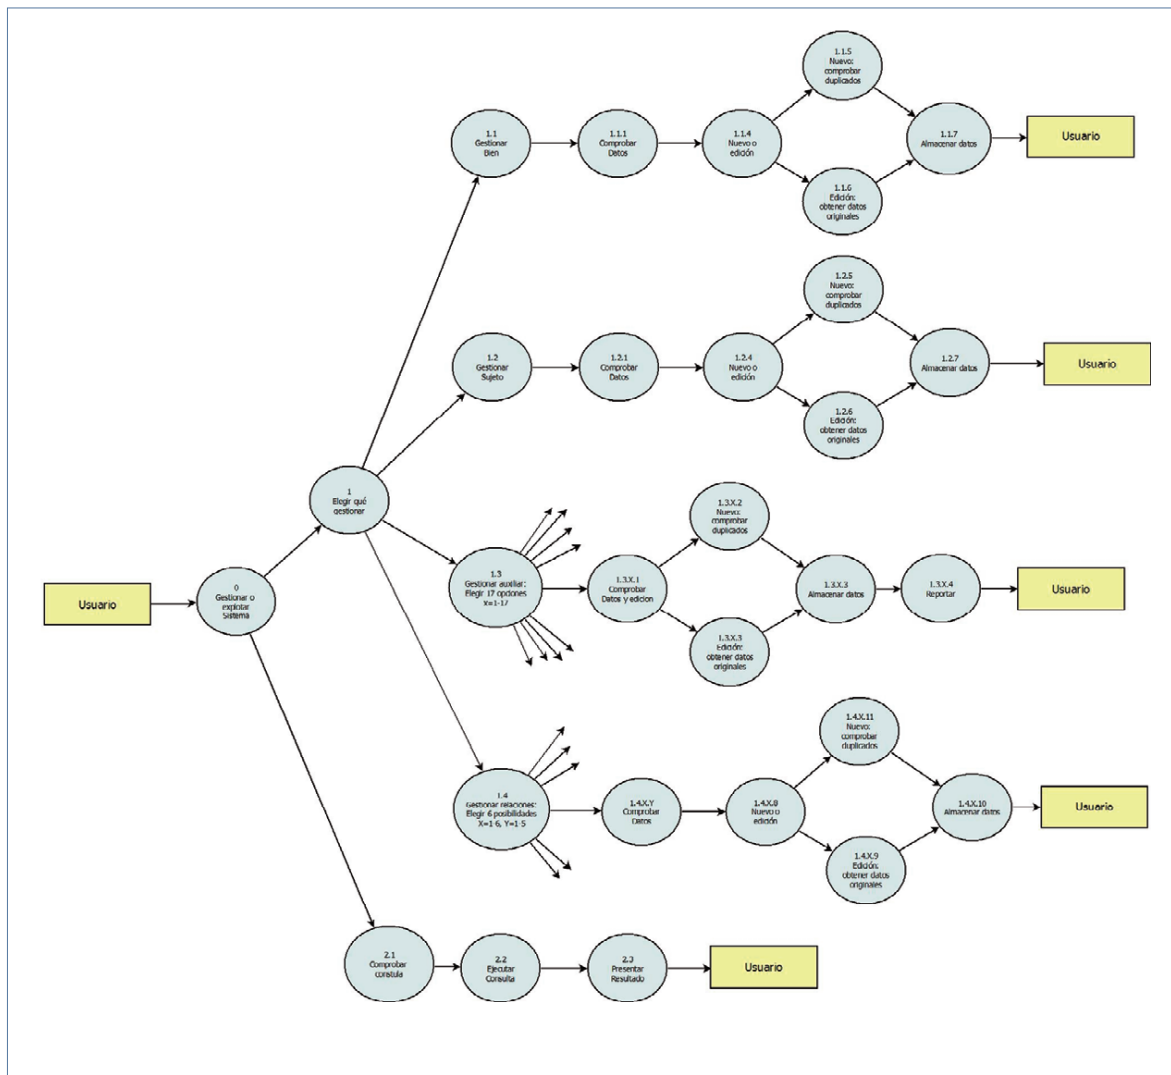 1.1.5
Nuevo:
comprobar
duplicados
1.1
Gestionar
Bien
1.1.1
Comprobar
Datos
1.1.4
Nuevo o
edición
1.1.7
Almacenar datos
Usuario
1.1.6
Edición:
obtener datos
originales
1.2.5
Nuevo:
comprobar
duplicados
1.2
Gestionar
Sujeto
1.2.1
Comprobar
Datos
1.2.4
Nuevo o
edición
1.2.7
Almacenar datos
Usuario
1.2.6
Edición:
obtener datos
originales
1
Elegir qué
gestionar
1.3.X.2
Nuevo:
comprobar
duplicados
Usuario
0
Gestionar o
explotar
Sistema
1.3
Gestionar auxiliar:
Elegir 17 opciones
X=1-17
1.3.X.1
Comprobar
Datos y edicion
1.3.X.3
Almacenar datos
1.3.X.4
Reportar
Usuario
1.3.X.3
Edición:
obtener datos
originales
1.4.X.11
Nuevo:
comprobar
duplicados
1.4
Gestionar relaciones:
Elegir 6 posibilidades
X=1-6, Y=1-5
1.4.X.Y
Comprobar
Datos
1.4.X.8
Nuevo o
edición
1.4.X.10
Almacenar datos
Usuario
1.4.X.9
Edición:
obtener datos
originales
2.1
Comprobar
constula
2.2
Ejecutar
Consulta
2.3
Presentar
Resultado
Usuario